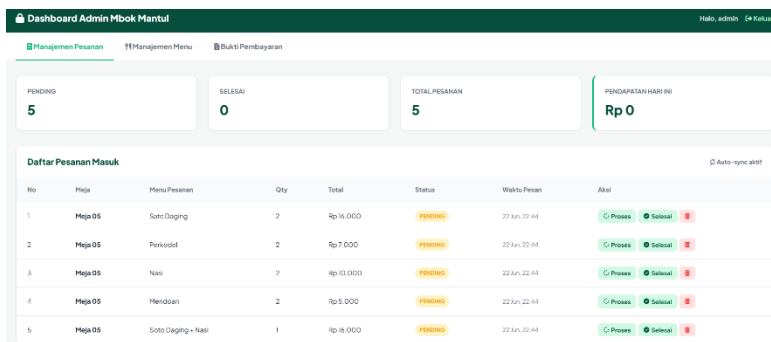 Dashboard Admin Mbok Mantul
Halo, admin Kelua
Manajemen Pesanan Manajemen Menu Bukti Pembayaran
PENDING SELESAI TOTAL PESANAN PENDAPATAN HARI INI
5 0 5 Rp 0
Daftar Pesanan Masuk Auto-sync aktif
No Meja Menu Pesanan Qty Total Status Waktu Pesan Aksi
1 Meja 05 Soto Daging 2 Rp 16.000 PENDING 22 Jun, 22.44 Proses Selesai
2 Meja 05 Perkedel 2 Rp 7.000 PENDING 22 Jun, 22.44 Proses Selesai
3 Meja 05 Nasi 2 Rp 10.000 PENDING 22 Jun, 22.44 Proses Selesai
4 Meja 05 Mendoan 2 Rp 5.000 PENDING 22 Jun, 22.44 Proses Selesai
5 Meja 05 Soto Daging + Nasi 1 Rp 16.000 PENDING 22 Jun, 22.44 Proses Selesai